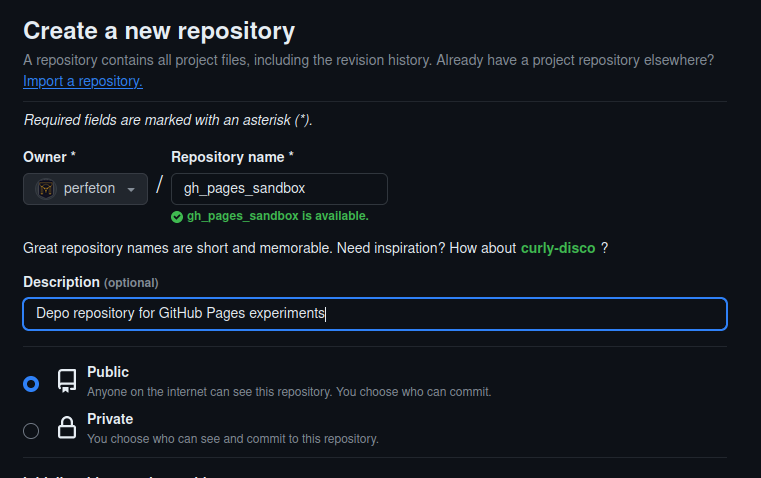 Create a new repository
A repository contains all project files, including the revision history. Already have a project repository elsewhere?
Import a repository.
Required fields are marked with an asterisk (*).
Owner * Repository name *
perfeton / gh_pages_sandbox
gh_pages_sandbox is available.
Great repository names are short and memorable. Need inspiration? How about curly-disco ?
Description (optional)
Depo repository for GitHub Pages experiments
Public
Anyone on the internet can see this repository. You choose who can commit.
Private
You choose who can see and commit to this repository.